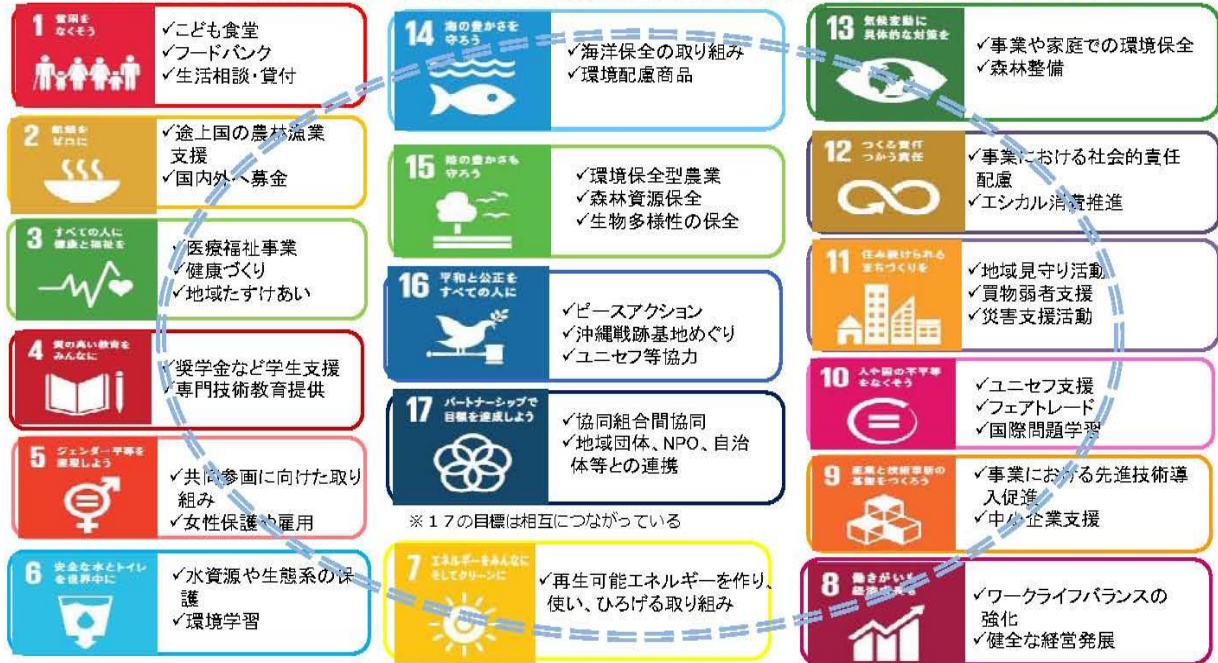 1 貧困を
なくそう
✓こども食堂
✓フードバンク
✓生活相談・貸付
2 飢餓を
ゼロに
✓途上国の農林漁業
支援
✓国内外へ募金
3 すべての人に
健康と福祉を
✓医療福祉事業
✓健康づくり
✓地域たすけあい
4 質の高い教育を
みんなに
✓奨学金など学生支援
✓専門技術教育提供
5 ジェンダー平等を
実現しよう
✓共同参画に向けた取り
組み
✓女性保護や雇用
6 安全な水とトイレ
を世界中に
✓水資源や生態系の保
護
✓環境学習
14 海の豊かさを
守ろう
✓海洋保全の取り組み
✓環境配慮商品
15 陸の豊かさも
守ろう
✓環境保全型農業
✓森林資源保全
✓生物多様性の保全
16 平和と公正を
すべての人に
✓ピースアクション
✓沖縄戦跡基地めぐり
✓ユニセフ等協力
17 パートナーシップで
目標を達成しよう
✓協同組合間協同
✓地域団体、NPO、自治
体等との連携
※１７の目標は相互につながっている
7 エネルギーをみんなに
そしてクリーンに
✓再生可能エネルギーを作り、
使い、ひろげる取り組み
13 気候変動に
具体的な対策を
✓事業や家庭での環境保全
✓森林整備
12 つくる責任
つかう責任
✓事業における社会的責任
配慮
✓エシカル消費推進
11 住み続けられる
まちづくりを
✓地域見守り活動
✓買物弱者支援
✓災害支援活動
10 人や国の不平等
をなくそう
✓ユニセフ支援
✓フェアトレード
✓国際問題学習
9 産業と技術革新の
基盤をつくろう
✓事業における先進技術導
入促進
✓中小企業支援
8 働きがいも
経済成長も
✓ワークライフバランスの
強化
✓健全な経営発展